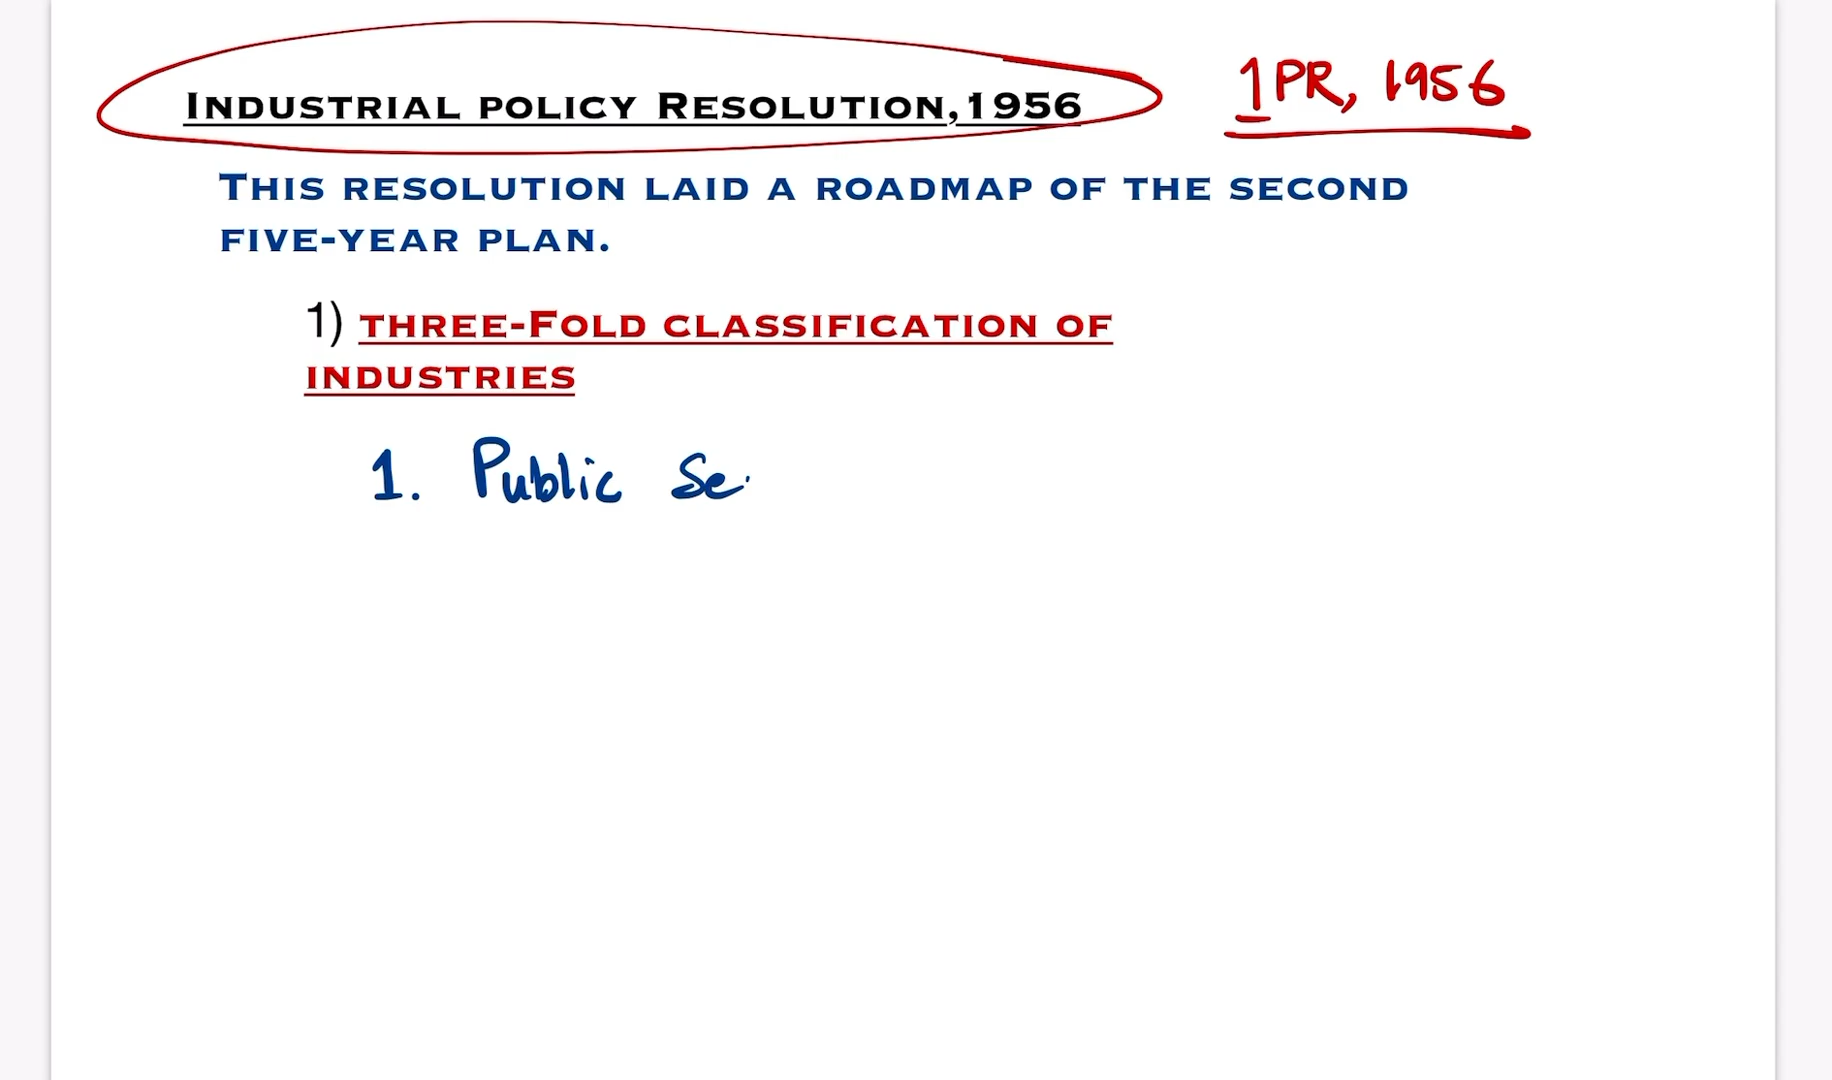 INDUSTRIAL POLICY RESOLUTION,1956
1PR, 1956
THIS RESOLUTION LAID A ROADMAP OF THE SECOND
FIVE-YEAR PLAN.
1) THREE-FOLD CLASSIFICATION OF
INDUSTRIES
1. Public Se